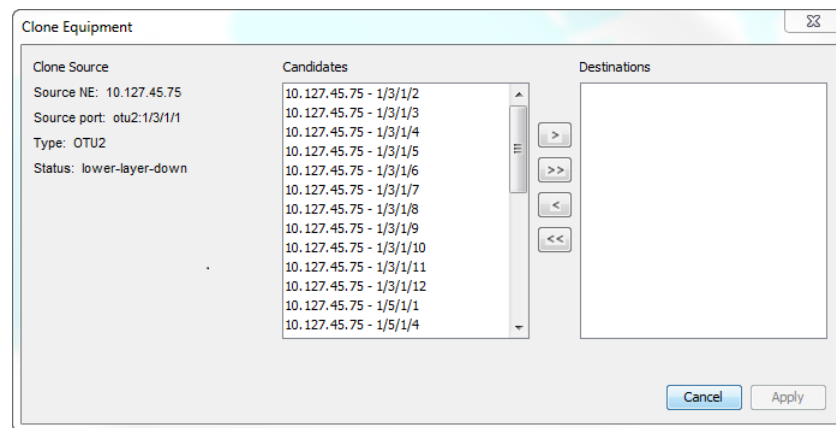 Clone Equipment
Clone Source
Source NE: 10.127.45.75
Source port: otu2:1/3/1/1
Type: OTU2
Status: lower-layer-down
Candidates
10.127.45.75 - 1/3/1/2
10.127.45.75 - 1/3/1/3
10.127.45.75 - 1/3/1/4
10.127.45.75 - 1/3/1/5
10.127.45.75 - 1/3/1/6
10.127.45.75 - 1/3/1/7
10.127.45.75 - 1/3/1/8
10.127.45.75 - 1/3/1/9
10.127.45.75 - 1/3/1/10
10.127.45.75 - 1/3/1/11
10.127.45.75 - 1/3/1/12
10.127.45.75 - 1/5/1/1
10.127.45.75 - 1/5/1/4
>
>>
<
<<
Destinations
Cancel
Apply